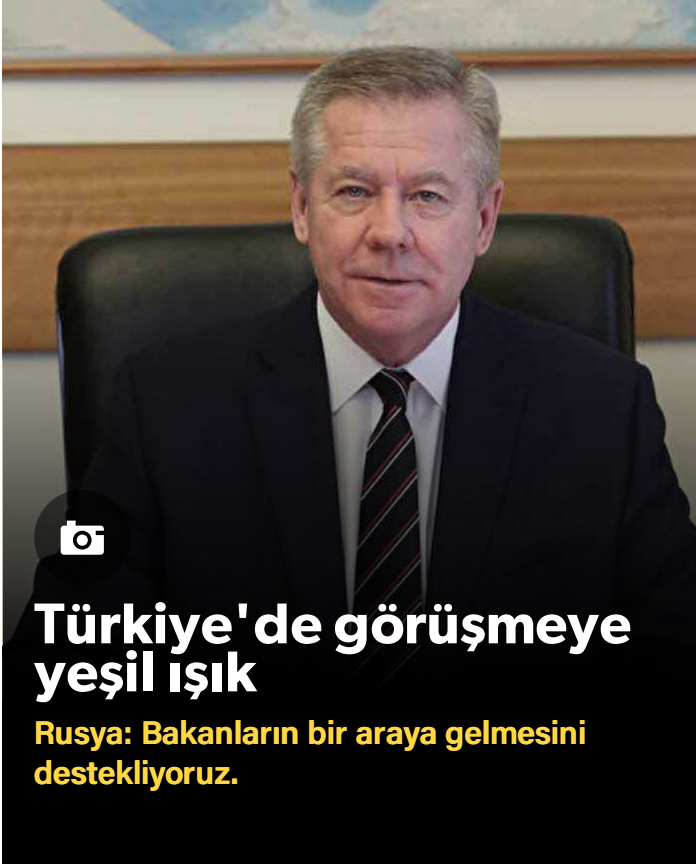 Türkiye'de görüşmeye
yeşil ışık
Rusya: Bakanların bir araya gelmesini
destekliyoruz.